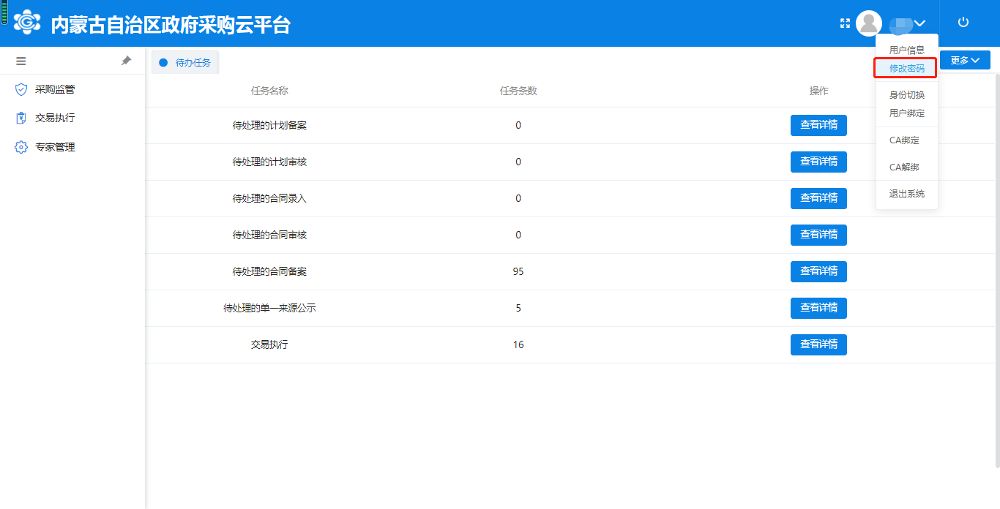 内蒙古自治区政府采购云平台
用户信息
修改密码
身份切换
用户绑定
CA绑定
CA解绑
退出系统
更多
待办任务
采购监管
交易执行
专家管理
任务名称 任务条数 操作
待处理的计划备案 0 查看详情
待处理的计划审核 0 查看详情
待处理的合同录入 0 查看详情
待处理的合同审核 0 查看详情
待处理的合同备案 95 查看详情
待处理的单一来源公示 5 查看详情
交易执行 16 查看详情